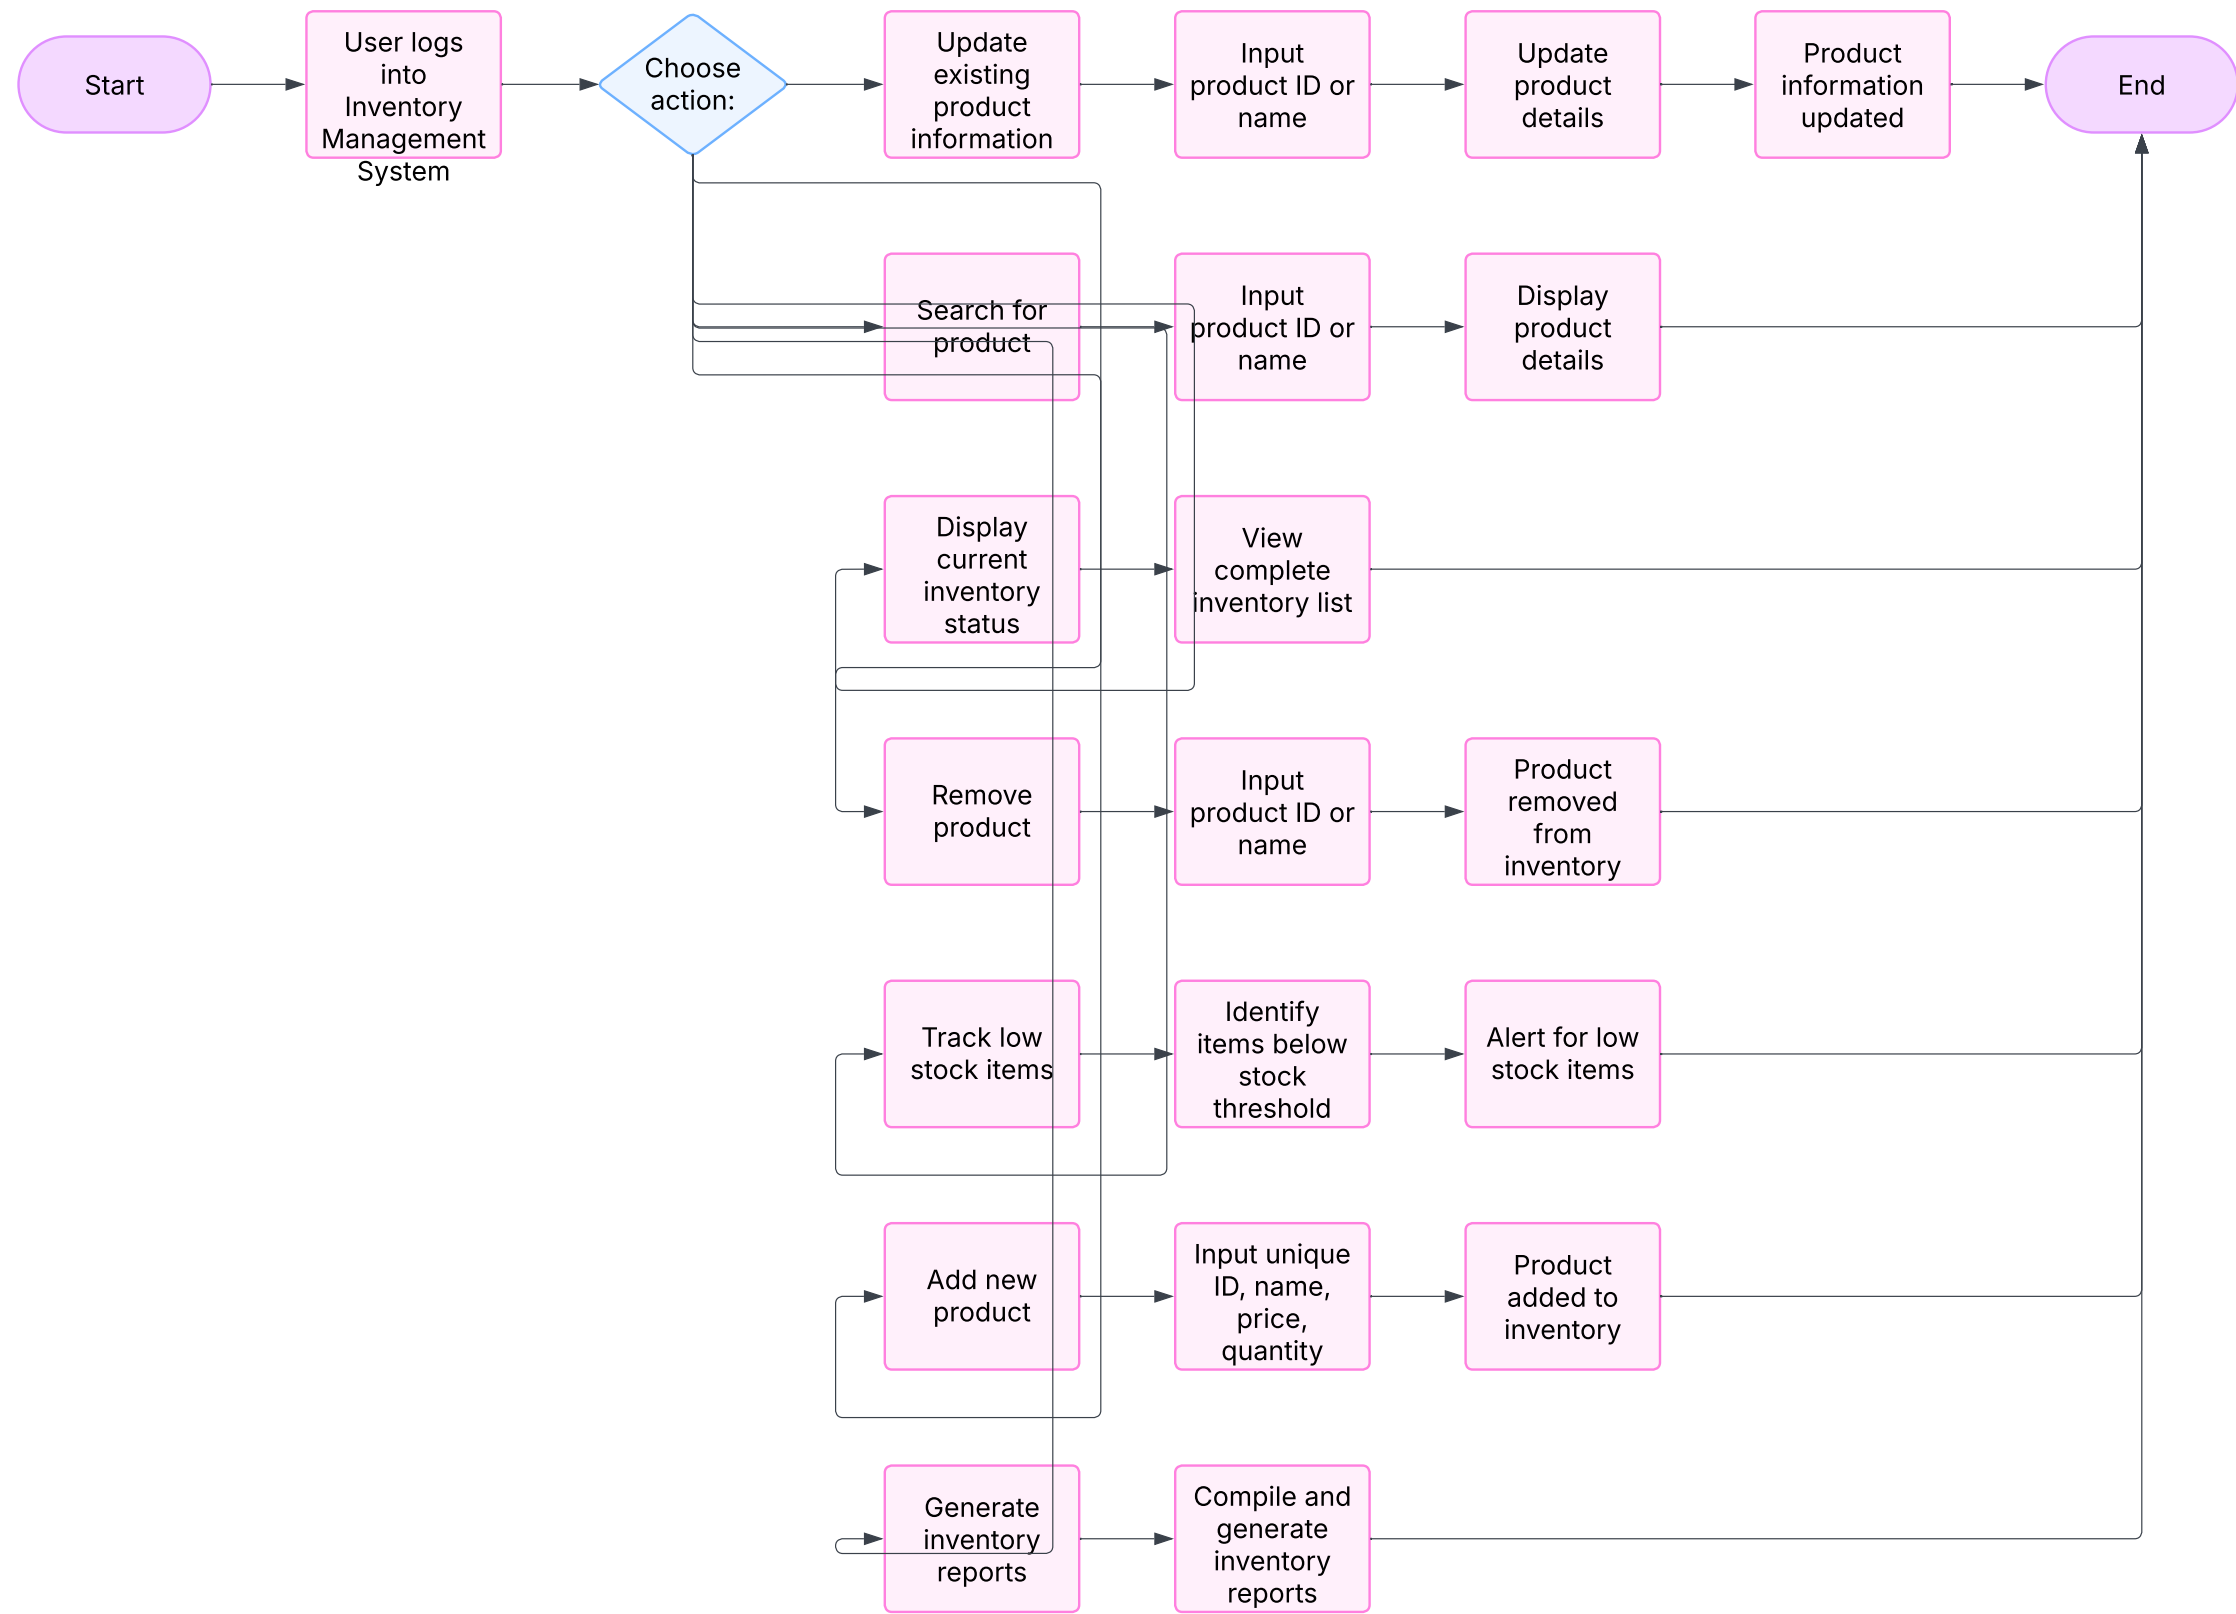 Start
User logs
into
Inventory
Management
System
Choose
action:
Update
existing
product
information
Input
product ID or
name
Update
product
details
Product
information
updated
End
Search for
product
Input
product ID or
name
Display
product
details
Display
current
inventory
status
View
complete
inventory list
Remove
product
Input
product ID or
name
Product
removed
from
inventory
Track low
stock items
Identify
items below
stock
threshold
Alert for low
stock items
Add new
product
Input unique
ID, name,
price,
quantity
Product
added to
inventory
Generate
inventory
reports
Compile and
generate
inventory
reports